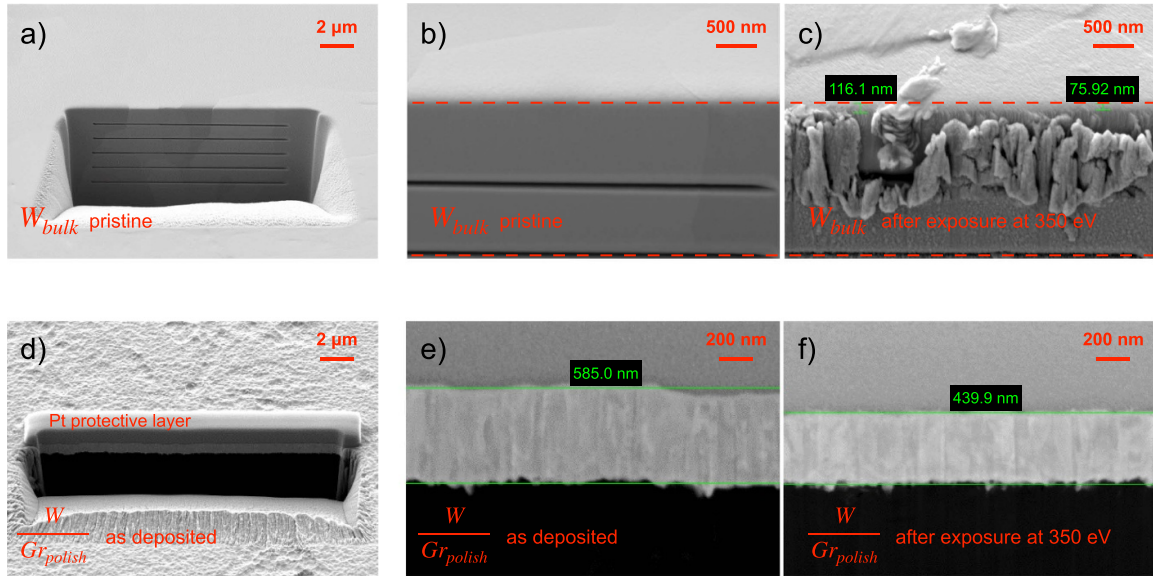 a)
2 µm
W_bulk pristine
b)
500 nm
W_bulk pristine
c)
500 nm
116.1 nm
75.92 nm
W_bulk after exposure at 350 eV
d)
2 µm
Pt protective layer
W
Gr_polish
as deposited
e)
200 nm
585.0 nm
W
Gr_polish
as deposited
f)
200 nm
439.9 nm
W
Gr_polish
after exposure at 350 eV